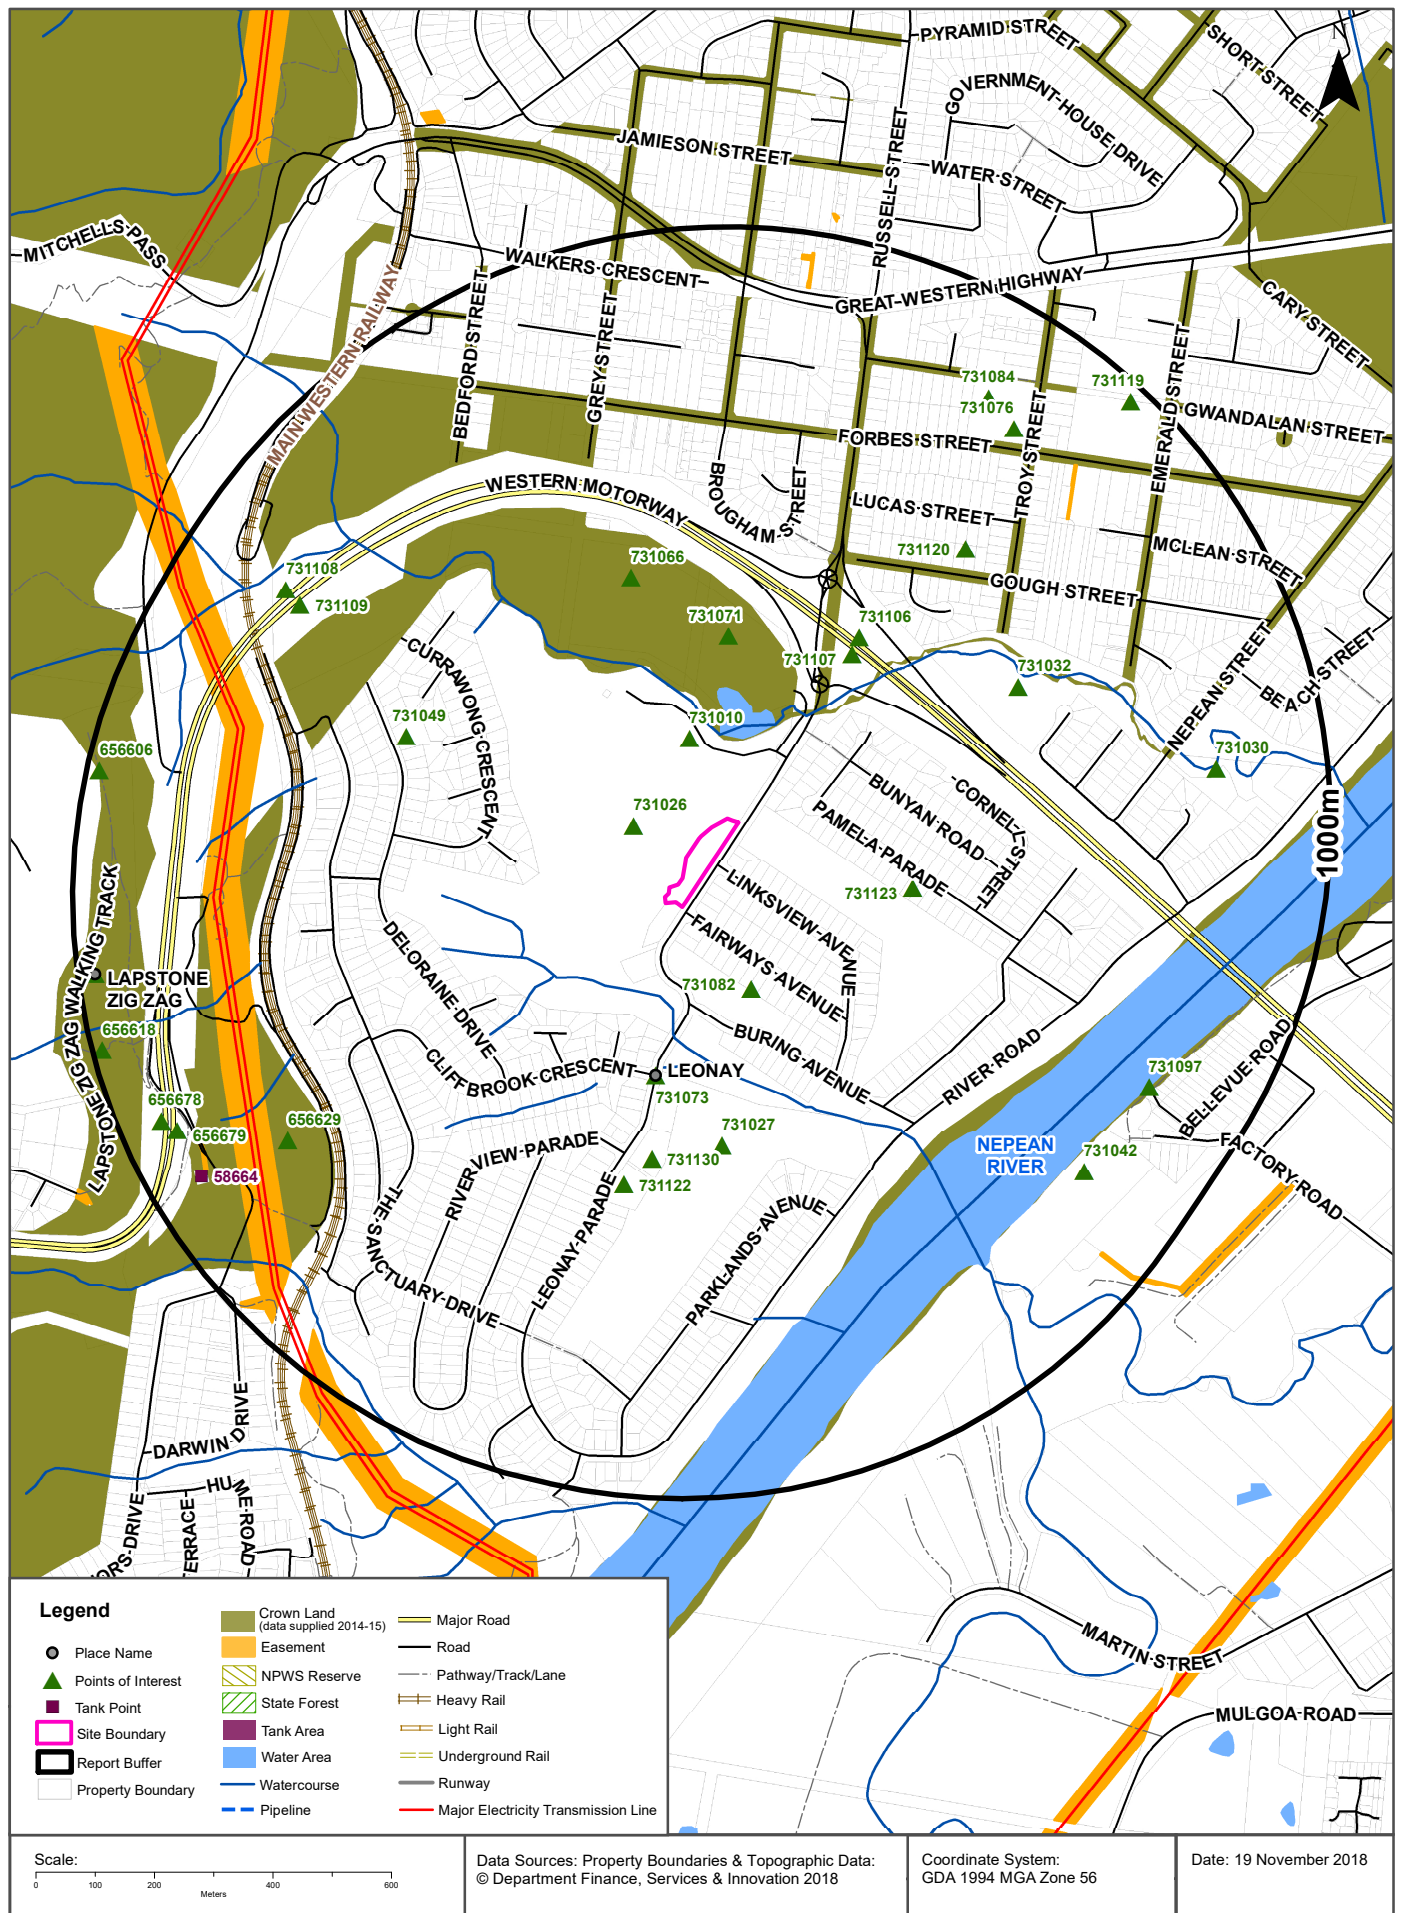 PYRAMID STREET
SHORT STREET
N
GOVERNMENT HOUSE DRIVE
JAMIESON STREET
RUSSELL STREET
WATER STREET
MITCHELLS PASS
WALKERS CRESCENT
GREAT WESTERN HIGHWAY
MAIN WESTERN RAILWAY
BEDFORD STREET
GREY STREET
CARY STREET
EMERALD STREET
731084
731119
731076
GWANDALAN STREET
FORBES STREET
TROY STREET
BROUGHAM STREET
WESTERN MOTORWAY
LUCAS STREET
MCLEAN STREET
731120
GOUGH STREET
731066
731108
731109
731071
731106
731107
CURRAWONG CRESCENT
731032
NEPEAN STREET
BEACH STREET
731049
731010
731030
656606
731026
BUNYAN ROAD
CORNELL STREET
PAMELA PARADE
1000m
731123
LINKSVIEW AVENUE
FAIRWAYS AVENUE
DELORAINE DRIVE
LAPSTONE ZIG ZAG WALKING TRACK
LAPSTONE
ZIG ZAG
731082
656618
BURING AVENUE
RIVER ROAD
CLIFFBROOK CRESCENT
LEONAY
731097
BELLEVUE ROAD
656678
731073
656679
656629
731027
FACTORY ROAD
RIVERVIEW PARADE
731130
NEPEAN
RIVER
731042
58664
731122
THE SANCTUARY DRIVE
LEONAY PARADE
PARKLANDS AVENUE
DARWIN DRIVE
HUME ROAD
ORS DRIVE
TERRACE
MARTIN STREET
MULGOA ROAD
Legend
Place Name
Points of Interest
Tank Point
Site Boundary
Report Buffer
Property Boundary
Crown Land
(data supplied 2014-15)
Easement
NPWS Reserve
State Forest
Tank Area
Water Area
Watercourse
Pipeline
Major Road
Road
Pathway/Track/Lane
Heavy Rail
Light Rail
Underground Rail
Runway
Major Electricity Transmission Line
Scale:
0 100 200 400 600
Meters
Data Sources: Property Boundaries & Topographic Data:
© Department Finance, Services & Innovation 2018
Coordinate System:
GDA 1994 MGA Zone 56
Date: 19 November 2018